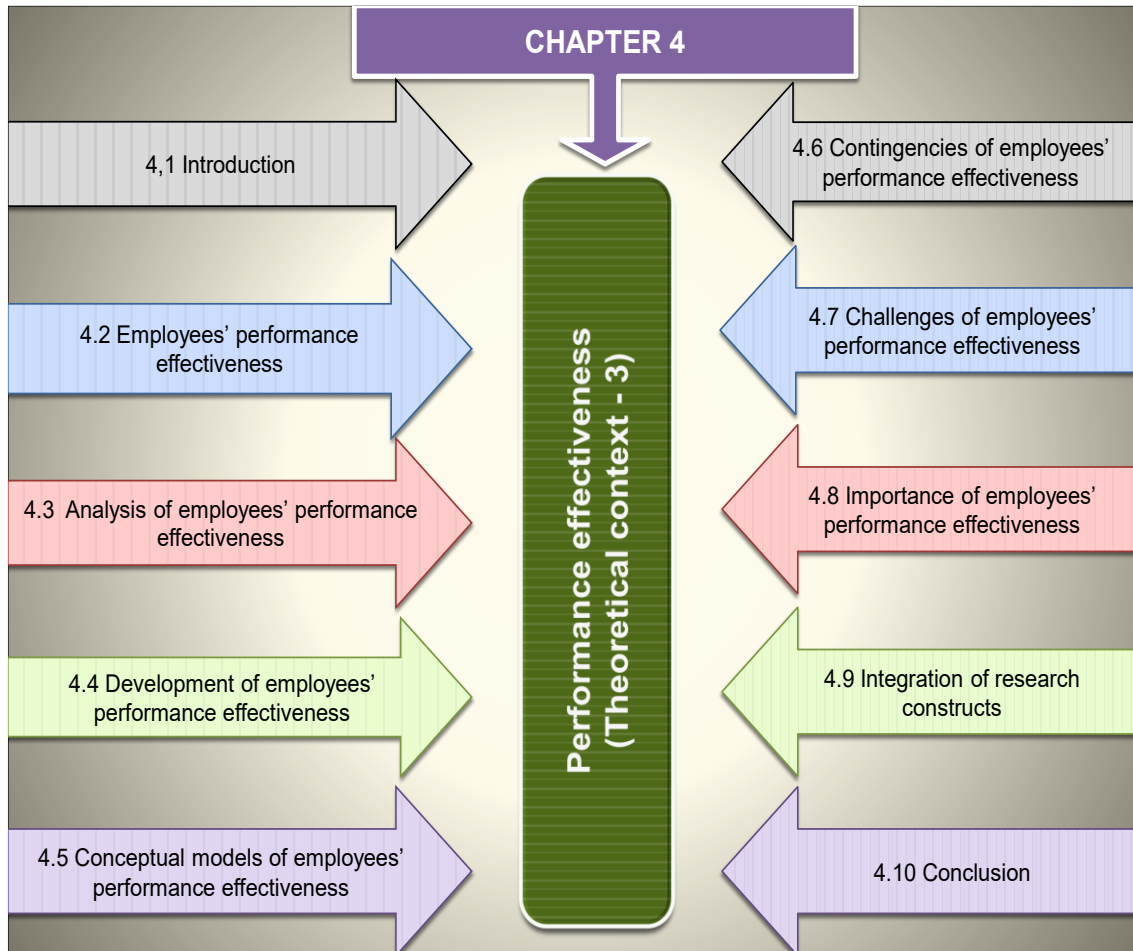 CHAPTER 4
4,1 Introduction
4.2 Employees’ performance
effectiveness
4.3 Analysis of employees’ performance
effectiveness
4.4 Development of employees’
performance effectiveness
4.5 Conceptual models of employees’
performance effectiveness
Performance effectiveness
(Theoretical context - 3)
4.6 Contingencies of employees’
performance effectiveness
4.7 Challenges of employees’
performance effectiveness
4.8 Importance of employees’
performance effectiveness
4.9 Integration of research
constructs
4.10 Conclusion